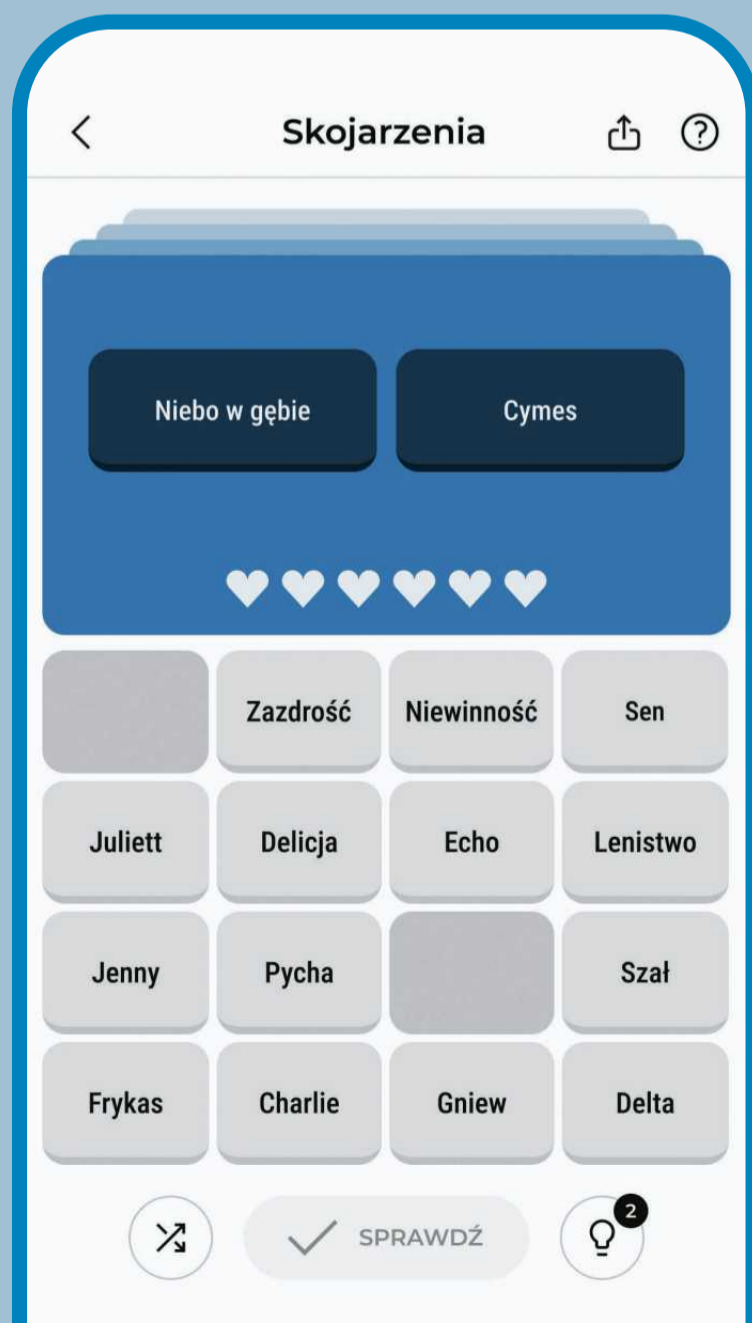 Skojarzenia
Niebo w gębie Cymes
Zazdrość Niewinność Sen
Juliett Delicja Echo Lenistwo
Jenny Pycha Szał
Frykas Charlie Gniew Delta
SPRAWDŹ 2